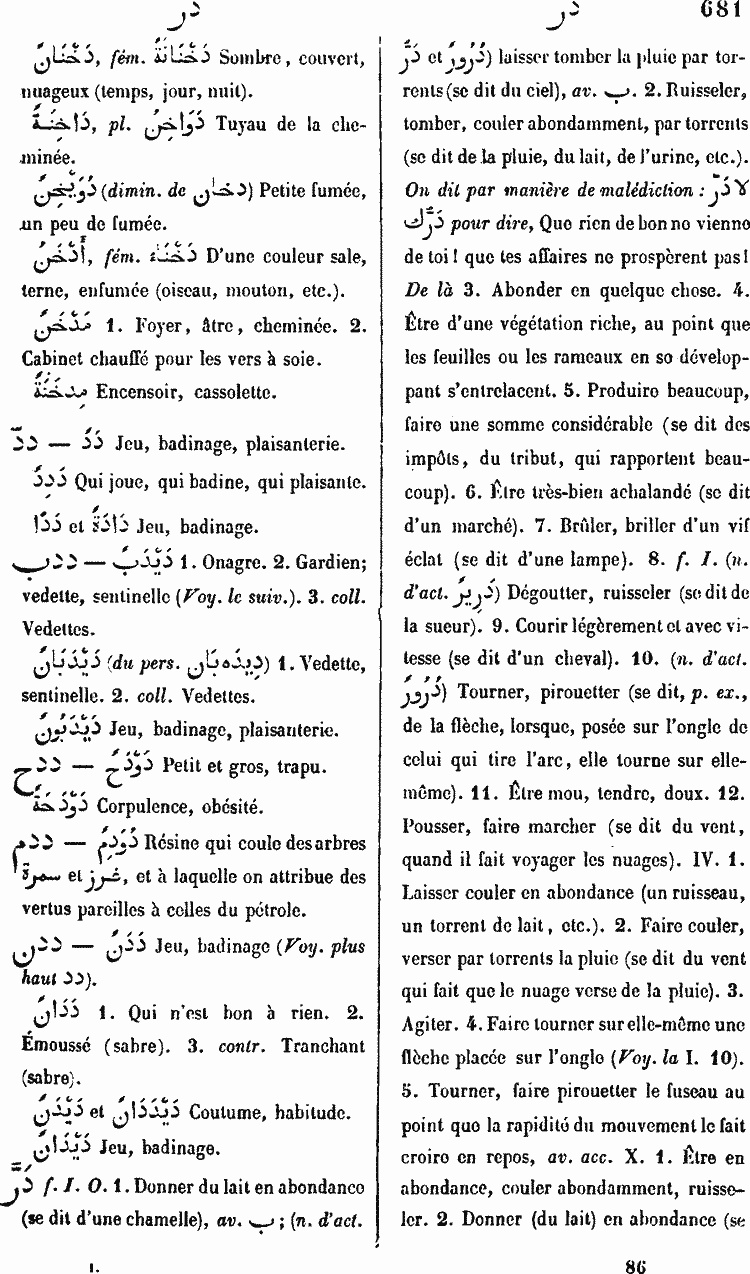 در
در
681
دَخْنَانٌ, fém. دَخْنَانَةٌ Sombre, couvert,
nuageux (temps, jour, nuit).
دَاخِنَةٌ, pl. دَوَاخِنُ Tuyau de la che-
minée.
دُوَيْخِنٌ (dimin. de دخان) Petite fumée,
un peu de fumée.
أَدْخَنُ, fém. دَخْنَاءُ D'une couleur sale,
terne, enfumée (oiseau, mouton, etc.).
مَدْخَنٌ 1. Foyer, âtre, cheminée. 2.
Cabinet chauffé pour les vers à soie.
مِدْخَنَةٌ Encensoir, cassolette.
دد — دَدٌ Jeu, badinage, plaisanterie.
دَدِدٌ Qui joue, qui badine, qui plaisante.
دَدًا et دَادَةٌ Jeu, badinage.
ددب — دَيْدَبٌ 1. Onagre. 2. Gardien;
vedette, sentinelle (Voy. le suiv.). 3. coll.
Vedettes.
دَيْدَبَانٌ (du pers. دیده‌بان) 1. Vedette,
sentinelle. 2. coll. Vedettes.
دَيْدَبُونٌ Jeu, badinage, plaisanterie.
ددح — دَوْدَحٌ Petit et gros, trapu.
دَوْدَحَةٌ Corpulence, obésité.
ددم — دُوَدِمٌ Résine qui coule des arbres
سمرة et غرز, et à laquelle on attribue des
vertus pareilles à celles du pétrole.
ددن — دَدَنٌ Jeu, badinage (Voy. plus
haut دد).
دَدَانٌ 1. Qui n'est bon à rien. 2.
Émoussé (sabre). 3. contr. Tranchant
(sabre).
دَيْدَنٌ et دَيْدَدَانٌ Coutume, habitude.
دَيْدَانٌ Jeu, badinage.
دَرَّ f. I. O. 1. Donner du lait en abondance
(se dit d'une chamelle), av. ب; (n. d'act.
دَرٌّ et دُرُورٌ) laisser tomber la pluie par tor-
rents (se dit du ciel), av. ب. 2. Ruisseler,
tomber, couler abondamment, par torrents
(se dit de la pluie, du lait, de l'urine, etc.).
On dit par manière de malédiction : لا دَرَّ
دَرُّكَ pour dire, Que rien de bon ne vienne
de toi! que tes affaires ne prospèrent pas!
De là 3. Abonder en quelque chose. 4.
Être d'une végétation riche, au point que
les feuilles ou les rameaux en se dévelop-
pant s'entrelacent. 5. Produire beaucoup,
faire une somme considérable (se dit des
impôts, du tribut, qui rapportent beau-
coup). 6. Être très-bien achalandé (se dit
d'un marché). 7. Brûler, briller d'un vif
éclat (se dit d'une lampe). 8. f. I. (n.
d'act. دَرِيرٌ) Dégoutter, ruisseler (se dit de
la sueur). 9. Courir légèrement et avec vi-
tesse (se dit d'un cheval). 10. (n. d'act.
دُرُورٌ) Tourner, pirouetter (se dit, p. ex.,
de la flèche, lorsque, posée sur l'ongle de
celui qui tire l'arc, elle tourne sur elle-
même). 11. Être mou, tendre, doux. 12.
Pousser, faire marcher (se dit du vent,
quand il fait voyager les nuages). IV. 1.
Laisser couler en abondance (un ruisseau,
un torrent de lait, etc.). 2. Faire couler,
verser par torrents la pluie (se dit du vent
qui fait que le nuage verse de la pluie). 3.
Agiter. 4. Faire tourner sur elle-même une
flèche placée sur l'ongle (Voy. la I. 10).
5. Tourner, faire pirouetter le fuseau au
point que la rapidité du mouvement le fait
croire en repos, av. acc. X. 1. Être en
abondance, couler abondamment, ruisse-
ler. 2. Donner (du lait) en abondance (se
I.
86